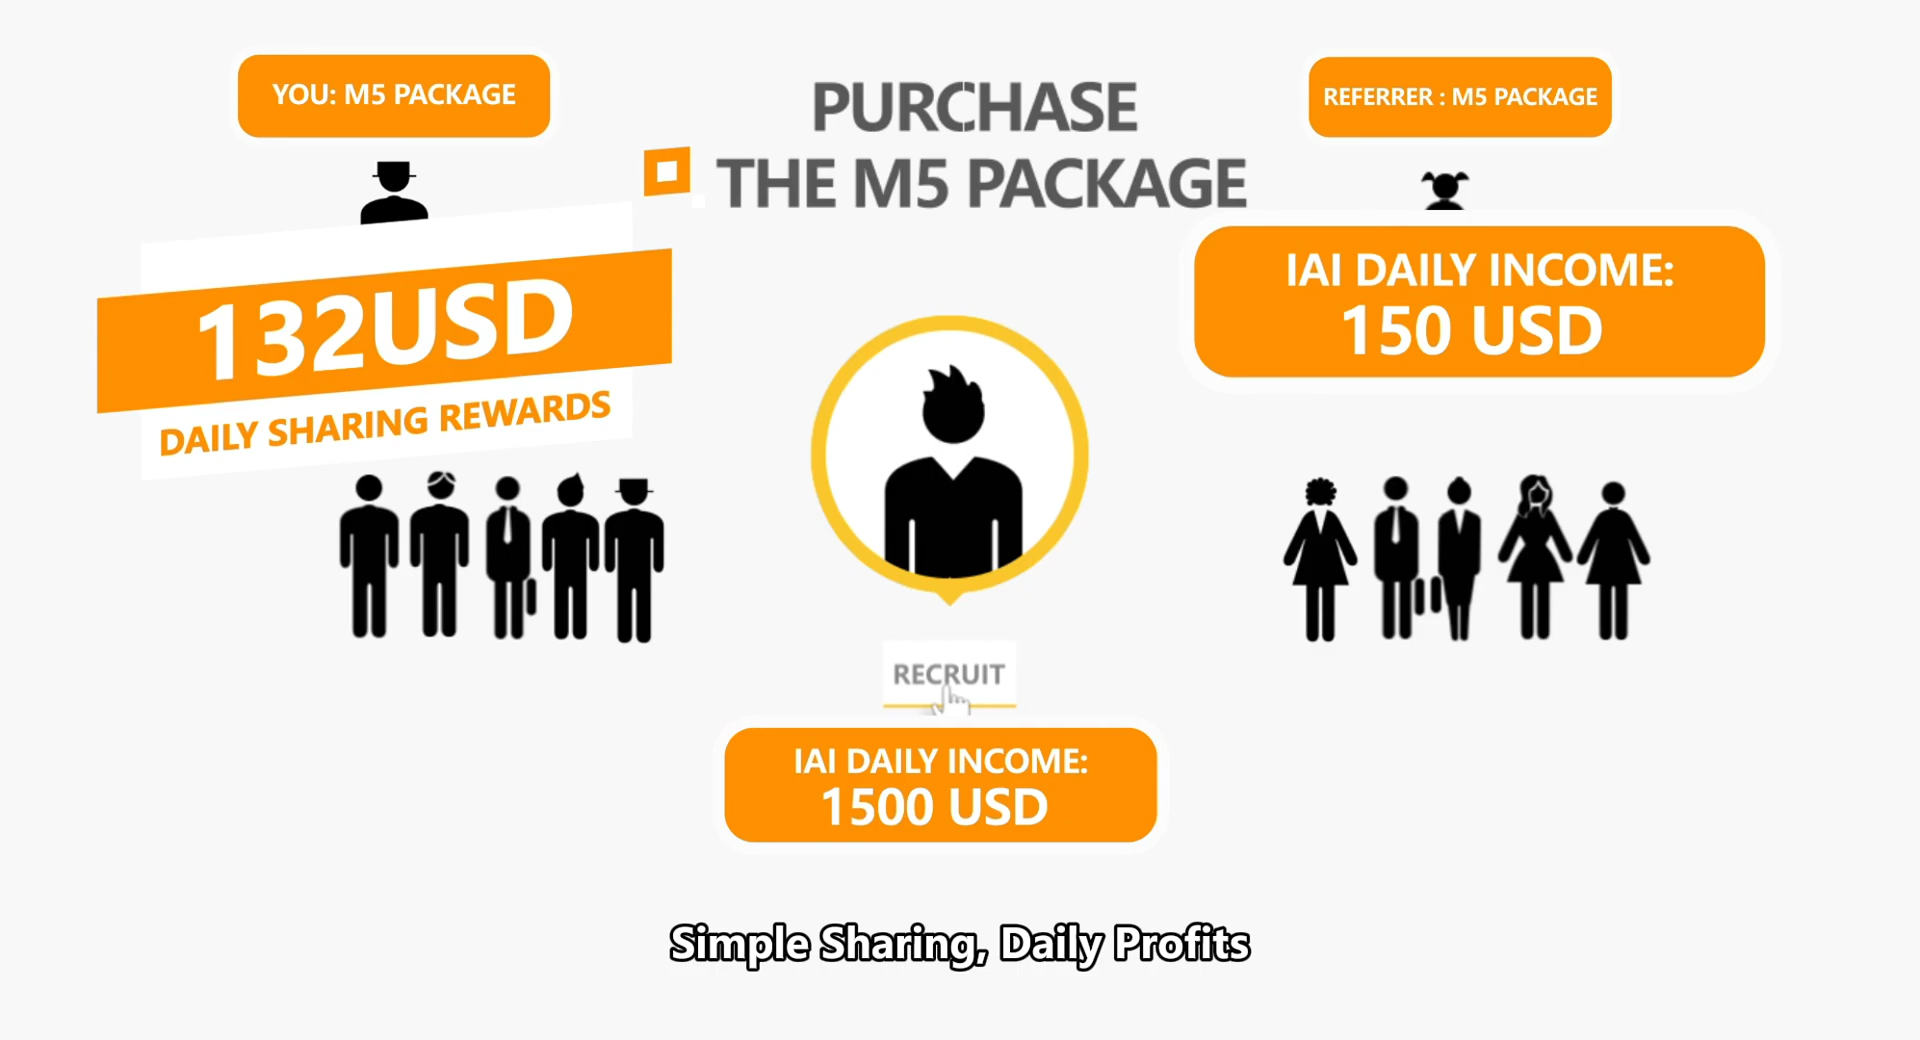 YOU: M5 PACKAGE
PURCHASE
THE M5 PACKAGE
REFERRER : M5 PACKAGE
132USD
DAILY SHARING REWARDS
IAI DAILY INCOME:
150 USD
RECRUIT
IAI DAILY INCOME:
1500 USD
Simple Sharing, Daily Profits